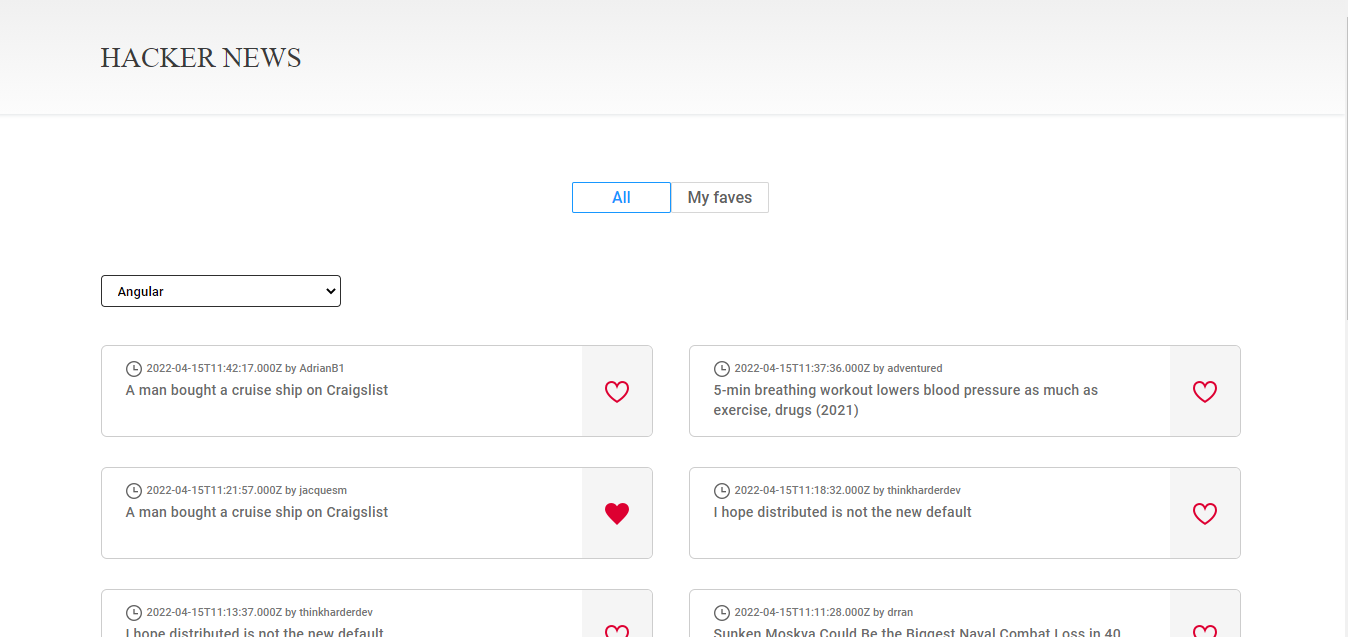 HACKER NEWS
All
My faves
Angular
2022-04-15T11:42:17.000Z by AdrianB1
A man bought a cruise ship on Craigslist
2022-04-15T11:37:36.000Z by adventured
5-min breathing workout lowers blood pressure as much as
exercise, drugs (2021)
2022-04-15T11:21:57.000Z by jacquesm
A man bought a cruise ship on Craigslist
2022-04-15T11:18:32.000Z by thinkharderdev
I hope distributed is not the new default
2022-04-15T11:13:37.000Z by thinkharderdev
I hope distributed is not the new default
2022-04-15T11:11:28.000Z by drran
Sunken Moskva Could Be the Biggest Naval Combat Loss in 40